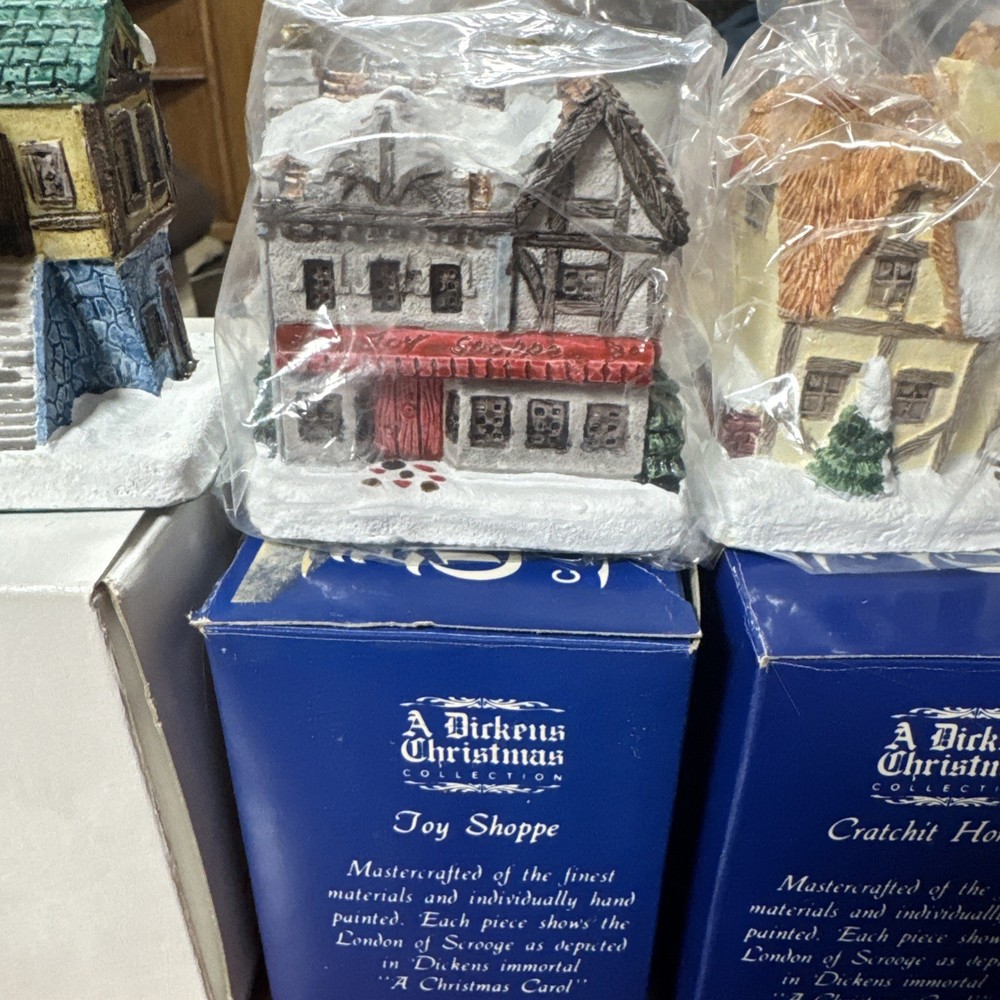 Shoppe
A Dickens
Christmas
COLLECTION
Toy Shoppe
Mastercrafted of the finest
materials and individually hand
painted. Each piece shows the
London of Scrooge as depicted
in Dickens immortal
"A Christmas Carol"
A Dick
Christm
COLLECTI
Cratchit Ho
Mastercrafted of the
materials and individuall
painted. Each piece show
London of Scrooge as dep
in Dickens immortal